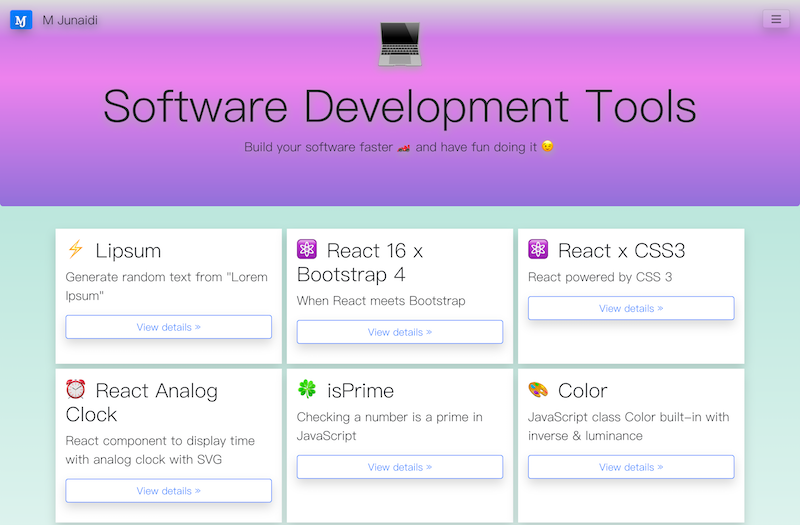 M Junaidi
Software Development Tools
Build your software faster 🏎️ and have fun doing it 😉
⚡ Lipsum
Generate random text from "Lorem
Ipsum"
View details »
⚛️ React 16 x
Bootstrap 4
When React meets Bootstrap
View details »
⚛️ React x CSS3
React powered by CSS 3
View details »
⏰ React Analog
Clock
React component to display time
with analog clock with SVG
View details »
🍀 isPrime
Checking a number is a prime in
JavaScript
View details »
🎨 Color
JavaScript class Color built-in with
inverse & luminance
View details »